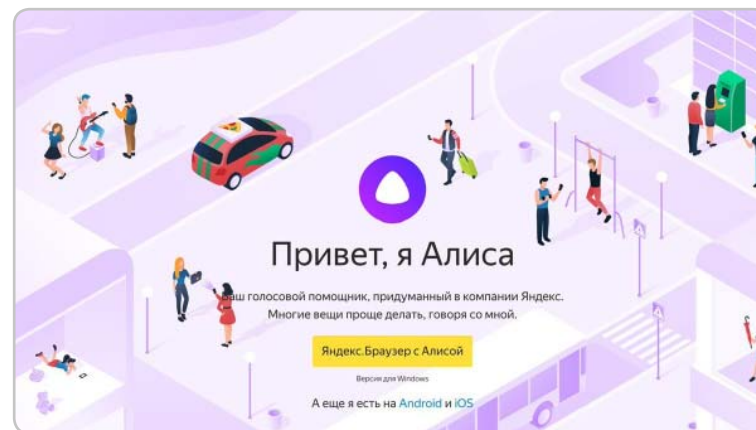 Привет, я Алиса
Ваш голосовой помощник, придуманный в компании Яндекс.
Многие вещи проще делать, говоря со мной.
Яндекс.Браузер с Алисой
Версия для Windows
А еще я есть на Android и iOS